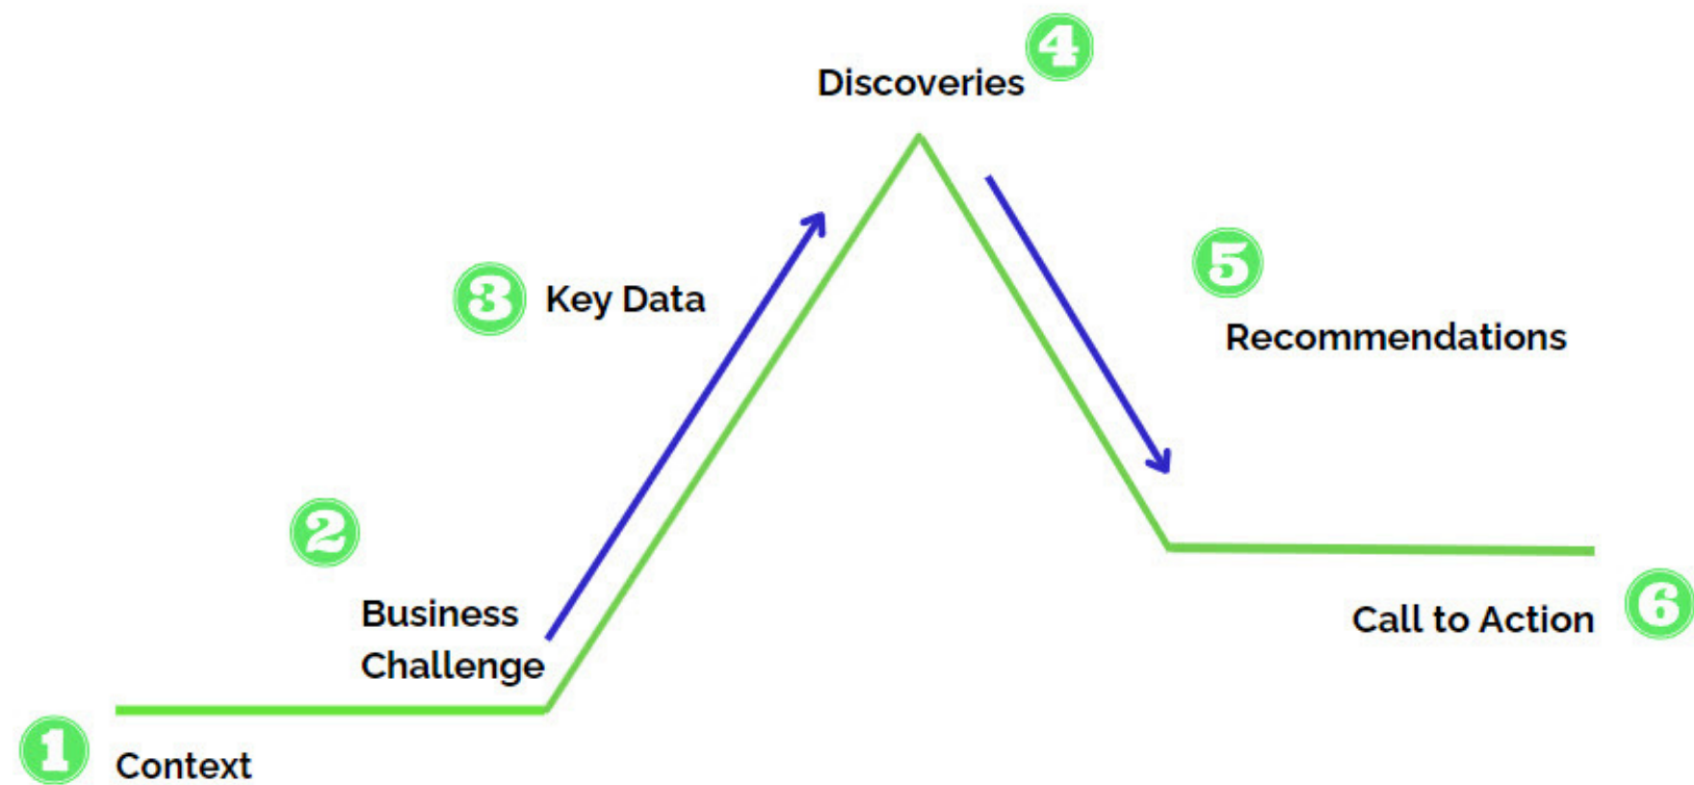 4
Discoveries
3 Key Data
5
Recommendations
2
Business
Challenge
Call to Action 6
1 Context